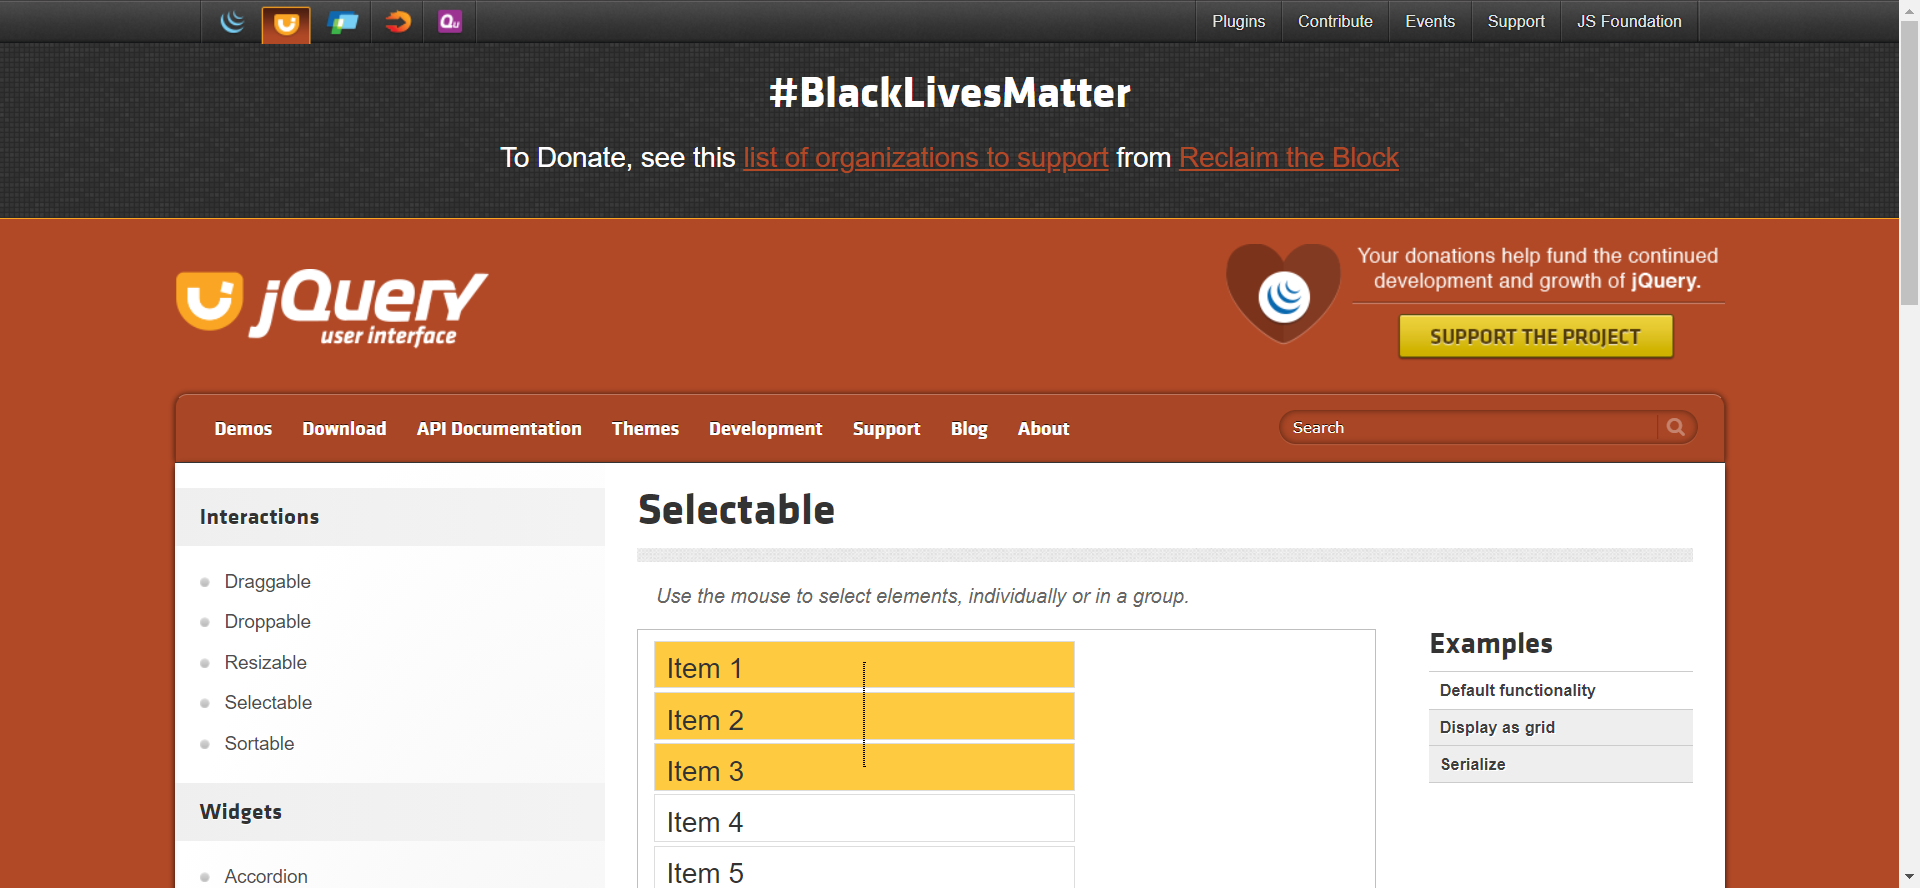 Qu
Plugins
Contribute
Events
Support
JS Foundation
#BlackLivesMatter
To Donate, see this list of organizations to support from Reclaim the Block
jQuery
user interface
Your donations help fund the continued
development and growth of jQuery.
SUPPORT THE PROJECT
Demos
Download
API Documentation
Themes
Development
Support
Blog
About
Search
Interactions
Draggable
Droppable
Resizable
Selectable
Sortable
Widgets
Accordion
Selectable
Use the mouse to select elements, individually or in a group.
Item 1
Item 2
Item 3
Item 4
Item 5
Examples
Default functionality
Display as grid
Serialize